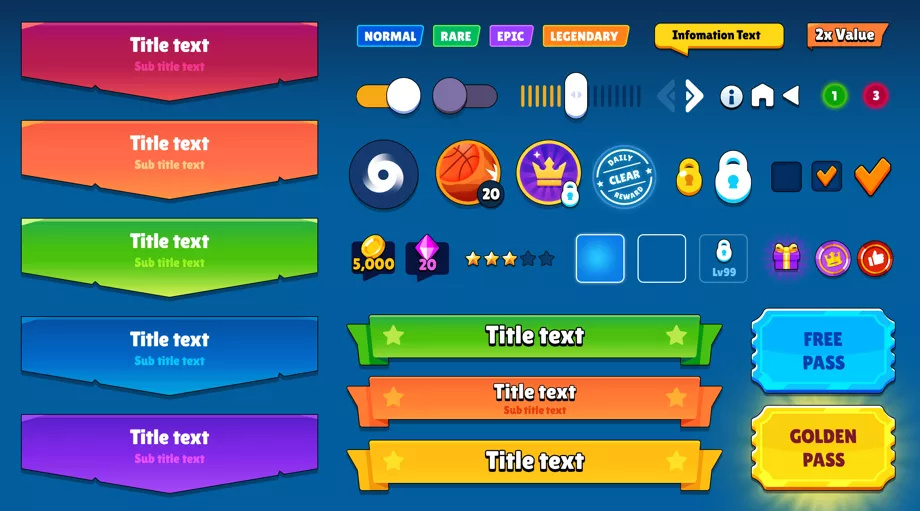 Title text
Sub title text
Title text
Sub title text
Title text
Sub title text
Title text
Sub title text
Title text
Sub title text
NORMAL
RARE
EPIC
LEGENDARY
Infomation Text
2x Value
1
3
20
DAILY
CLEAR
REWARD
5,000
20
Lv99
Title text
Title text
Sub title text
Title text
FREE
PASS
GOLDEN
PASS